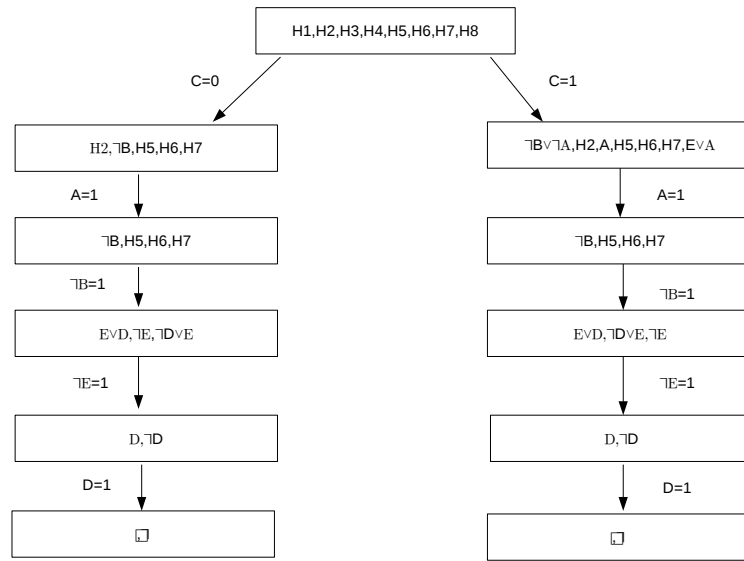 H1,H2,H3,H4,H5,H6,H7,H8
C=0
C=1
H2,⅂B,H5,H6,H7
⅂B∨⅂A,H2,A,H5,H6,H7,E∨A
A=1
A=1
⅂B,H5,H6,H7
⅂B,H5,H6,H7
⅂B=1
⅂B=1
E∨D,⅂E,⅂D∨E
E∨D,⅂D∨E,⅂E
⅂E=1
⅂E=1
D,⅂D
D,⅂D
D=1
D=1